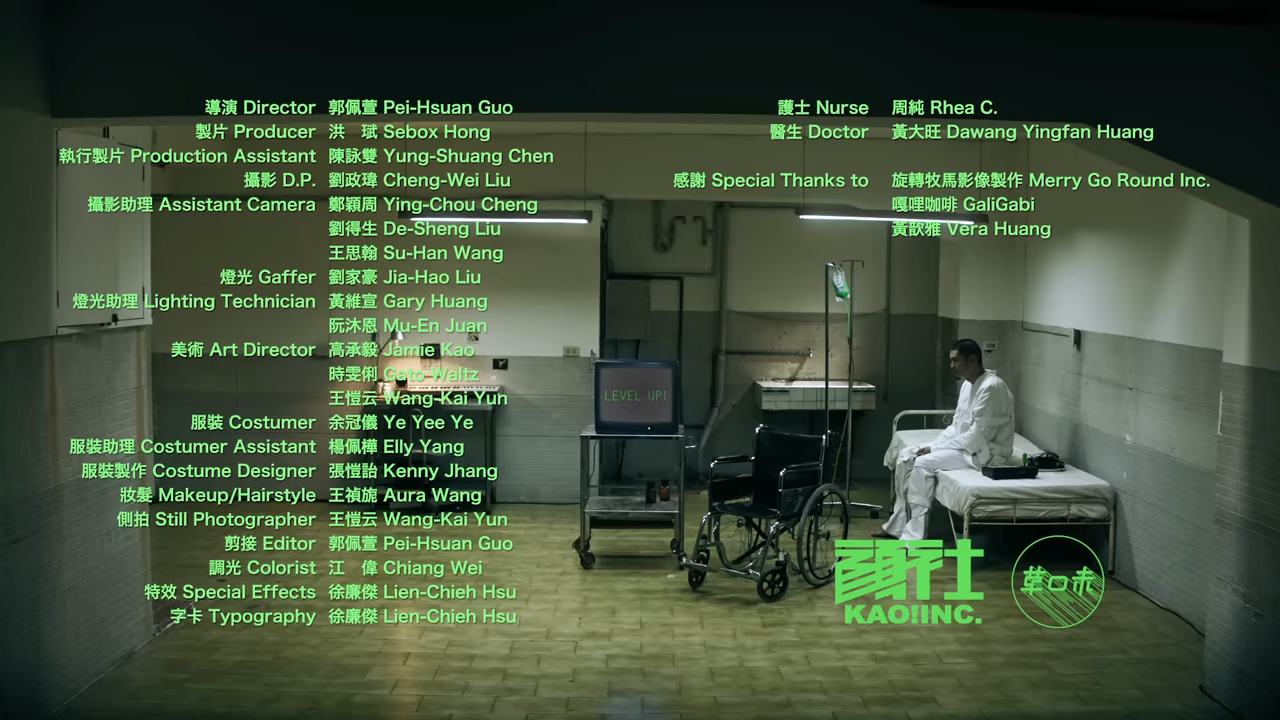 導演 Director 郭佩萱 Pei-Hsuan Guo
製片 Producer 洪 珷 Sebox Hong
執行製片 Production Assistant 陳詠雙 Yung-Shuang Chen
攝影 D.P. 劉政瑋 Cheng-Wei Liu
攝影助理 Assistant Camera 鄭穎周 Ying-Chou Cheng
劉得生 De-Sheng Liu
王思翰 Su-Han Wang
燈光 Gaffer 劉家豪 Jia-Hao Liu
燈光助理 Lighting Technician 黃維宣 Gary Huang
阮沐恩 Mu-En Juan
美術 Art Director 高承毅 Jamie Kao
時雯俐 Gato Waltz
王愷云 Wang-Kai Yun
服裝 Costumer 余冠儀 Ye Yee Ye
服裝助理 Costumer Assistant 楊佩樺 Elly Yang
服裝製作 Costume Designer 張愷詒 Kenny Jhang
妝髮 Makeup/Hairstyle 王禎旎 Aura Wang
側拍 Still Photographer 王愷云 Wang-Kai Yun
剪接 Editor 郭佩萱 Pei-Hsuan Guo
調光 Colorist 江 偉 Chiang Wei
特效 Special Effects 徐廉傑 Lien-Chieh Hsu
字卡 Typography 徐廉傑 Lien-Chieh Hsu
護士 Nurse 周純 Rhea C.
醫生 Doctor 黃大旺 Dawang Yingfan Huang
感謝 Special Thanks to 旋轉牧馬影像製作 Merry Go Round Inc.
嘎哩咖啡 GaliGabi
黃歆雅 Vera Huang
LEVEL UP!
顏社
KAO!INC.
草口赤